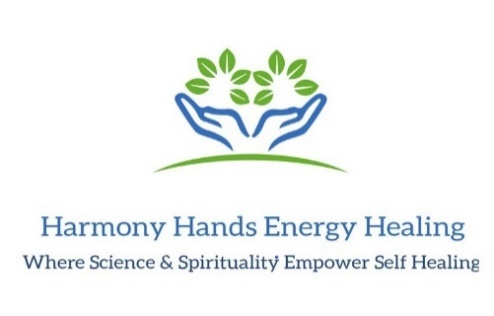 Harmony Hands Energy Healing
Where Science & Spirituality Empower Self Healing